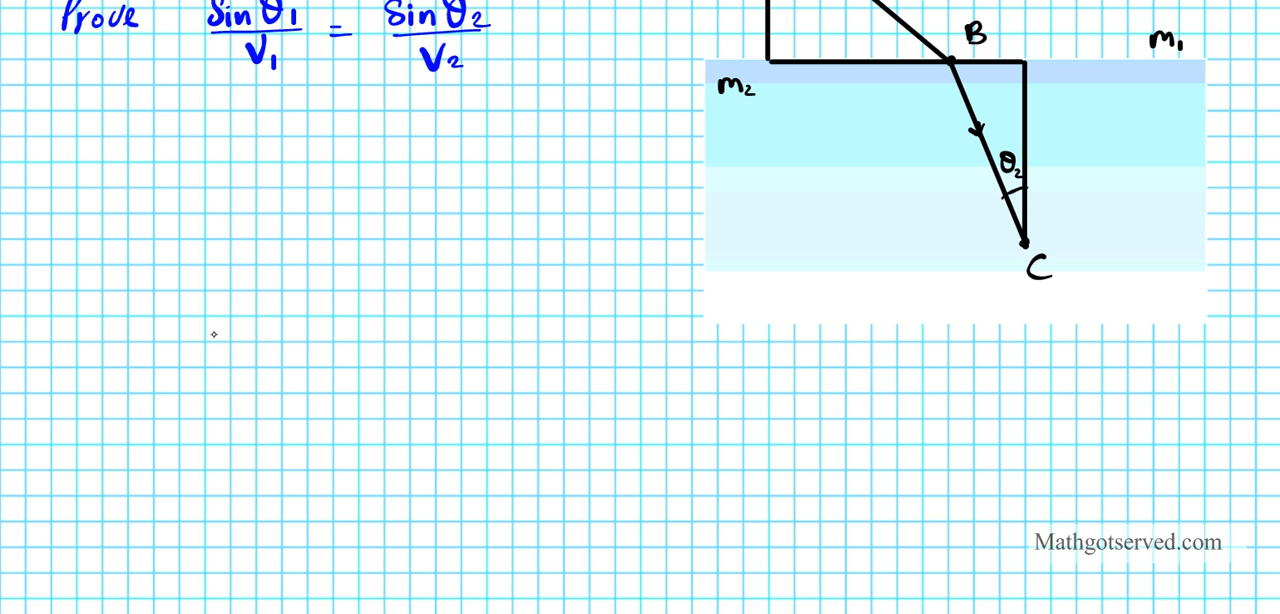 Prove Sinθ₁/V₁ = Sinθ₂/V₂
B
m₁
m₂
θ₂
C
Mathgotserved.com